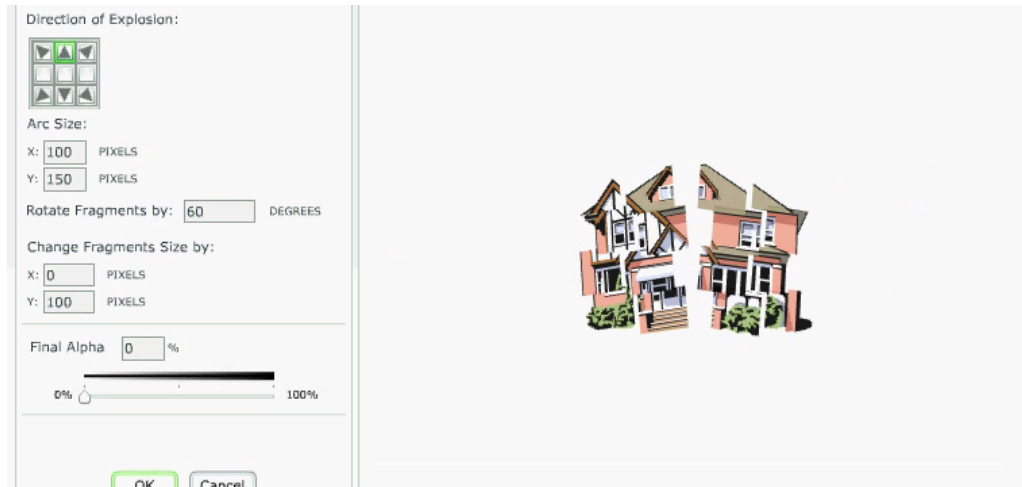 Direction of Explosion:
Arc Size:
X: 100 PIXELS
Y: 150 PIXELS
Rotate Fragments by: 60 DEGREES
Change Fragments Size by:
X: 0 PIXELS
Y: 100 PIXELS
Final Alpha 0 %
0% 100%
OK Cancel